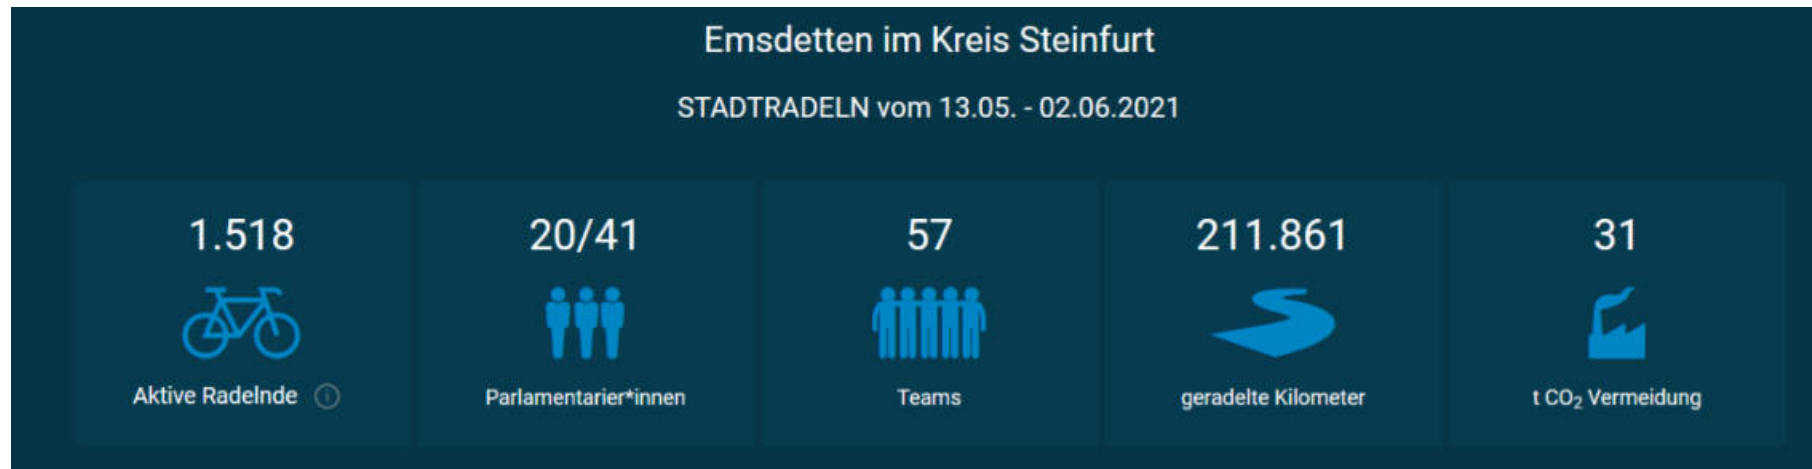 Emsdetten im Kreis Steinfurt
STADTRADELN vom 13.05. - 02.06.2021
1.518
Aktive Radelnde
20/41
Parlamentarier*innen
57
Teams
211.861
geradelte Kilometer
31
t CO₂ Vermeidung